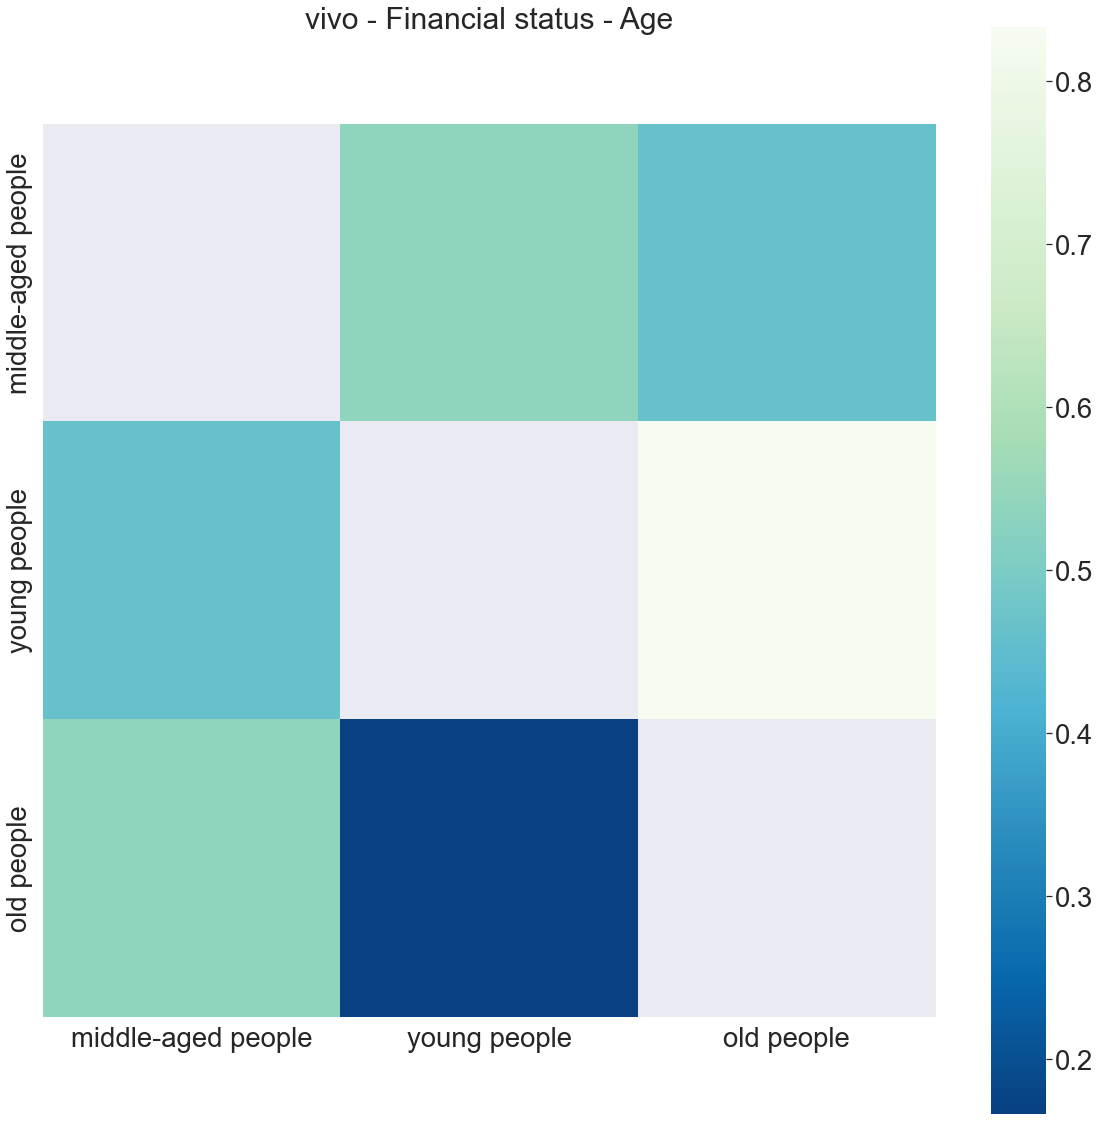 vivo - Financial status - Age
middle-aged people
young people
old people
middle-aged people
young people
old people
0.8
0.7
0.6
0.5
0.4
0.3
0.2